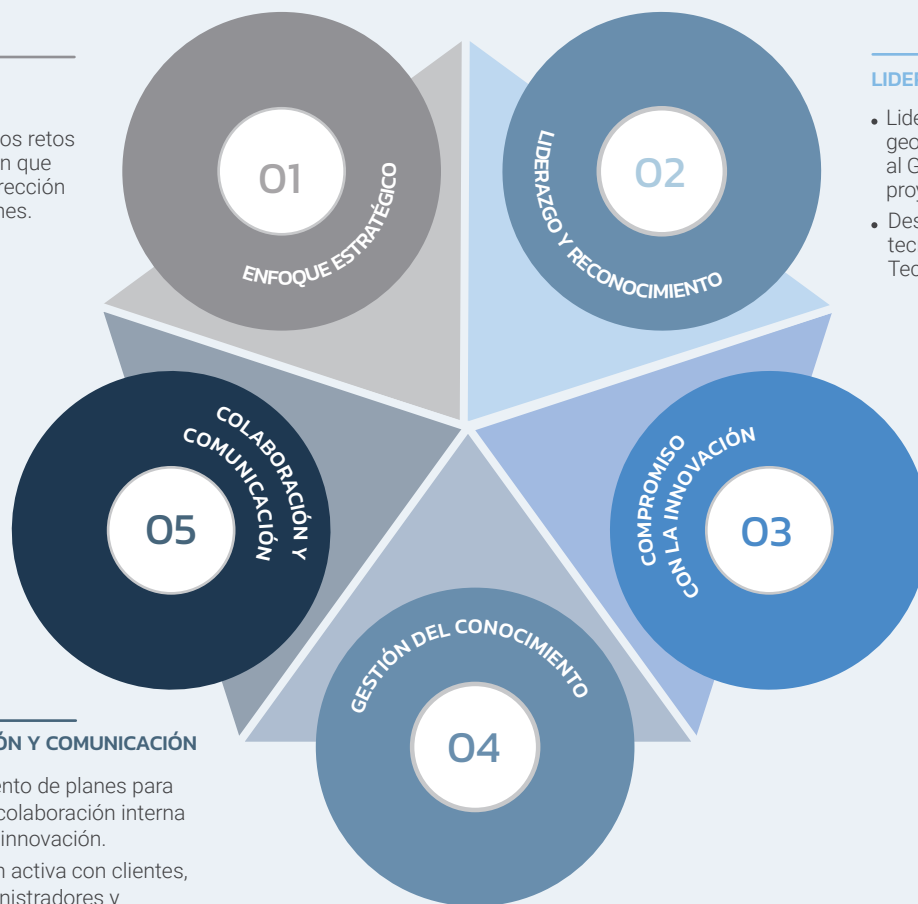 os retos
que
nes.
01
ENFOQUE ESTRATÉGICO
02
LIDERAZGO Y RECONOCIMIENTO
03
COMPROMISO
CON LA INNOVACIÓN
04
GESTIÓN DEL CONOCIMIENTO
05
COLABORACIÓN Y
COMUNICACIÓN
LIDE
• Lide
geo
al G
proy
• Des
tec
Tec
ÓN Y COMUNICACIÓN
ento de planes para
colaboración interna
innovación.
n activa con clientes,
nistradores y